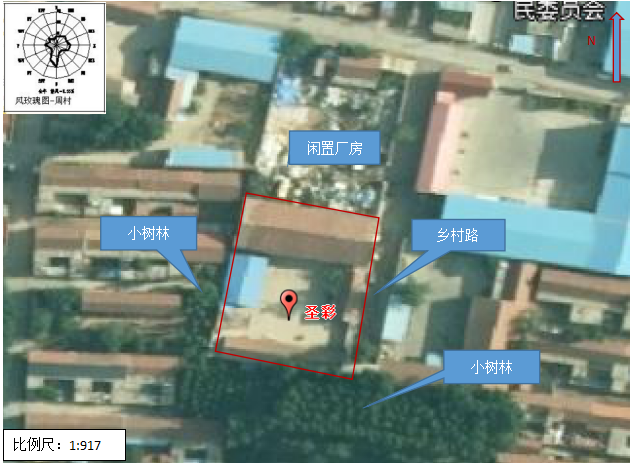 民委员会
N
风玫瑰图-周村
闲置厂房
小树林
乡村路
圣彩
小树林
比例尺：1:917